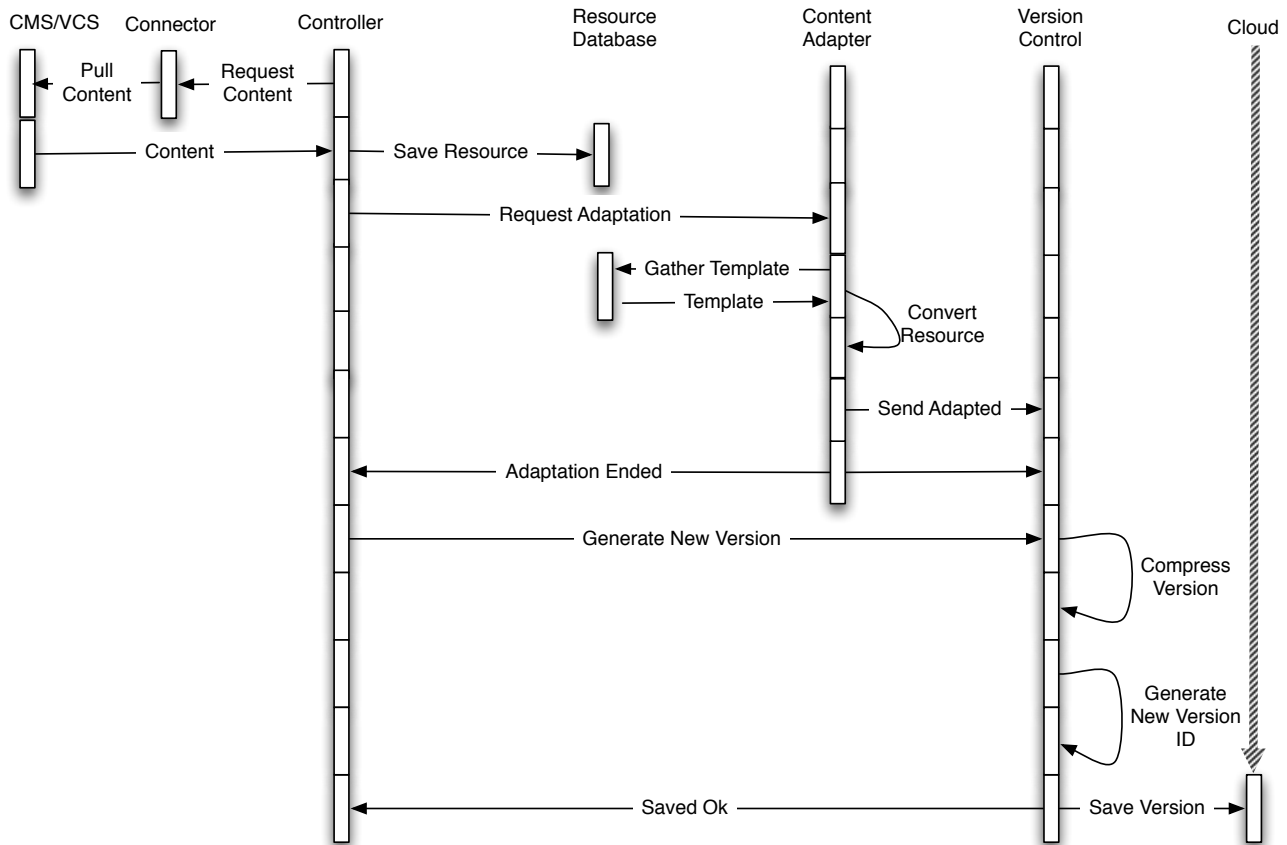 CMS/VCS
Connector
Controller
Resource
Database
Content
Adapter
Version
Control
Cloud
Pull
Content
Request
Content
Content
Save Resource
Request Adaptation
Gather Template
Template
Convert
Resource
Send Adapted
Adaptation Ended
Generate New Version
Compress
Version
Generate
New Version
ID
Saved Ok
Save Version